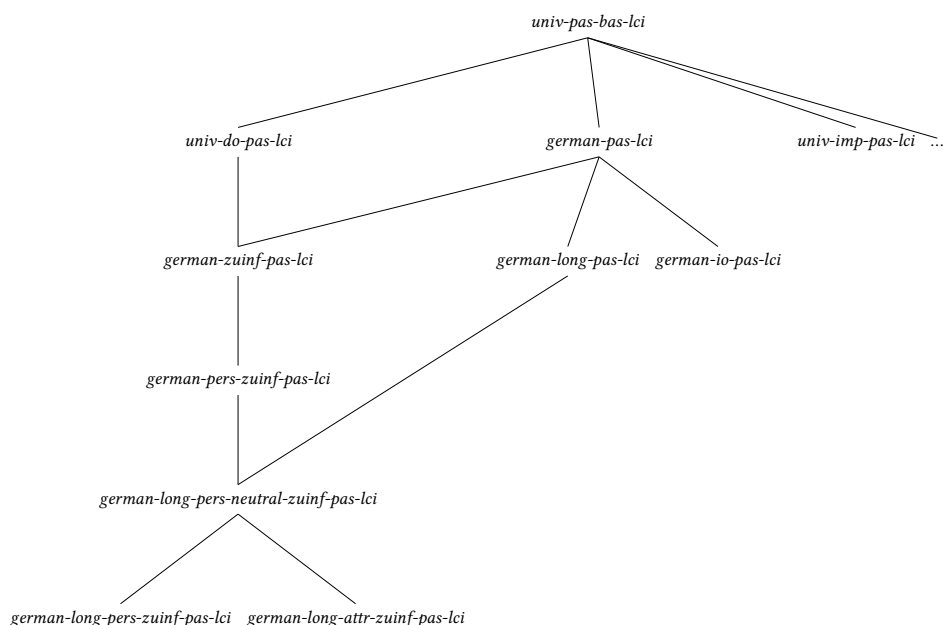 univ-pas-bas-lci
univ-do-pas-lci german-pas-lci univ-imp-pas-lci ...
german-zuinf-pas-lci german-long-pas-lci german-io-pas-lci
german-pers-zuinf-pas-lci
german-long-pers-neutral-zuinf-pas-lci
german-long-pers-zuinf-pas-lci german-long-attr-zuinf-pas-lci